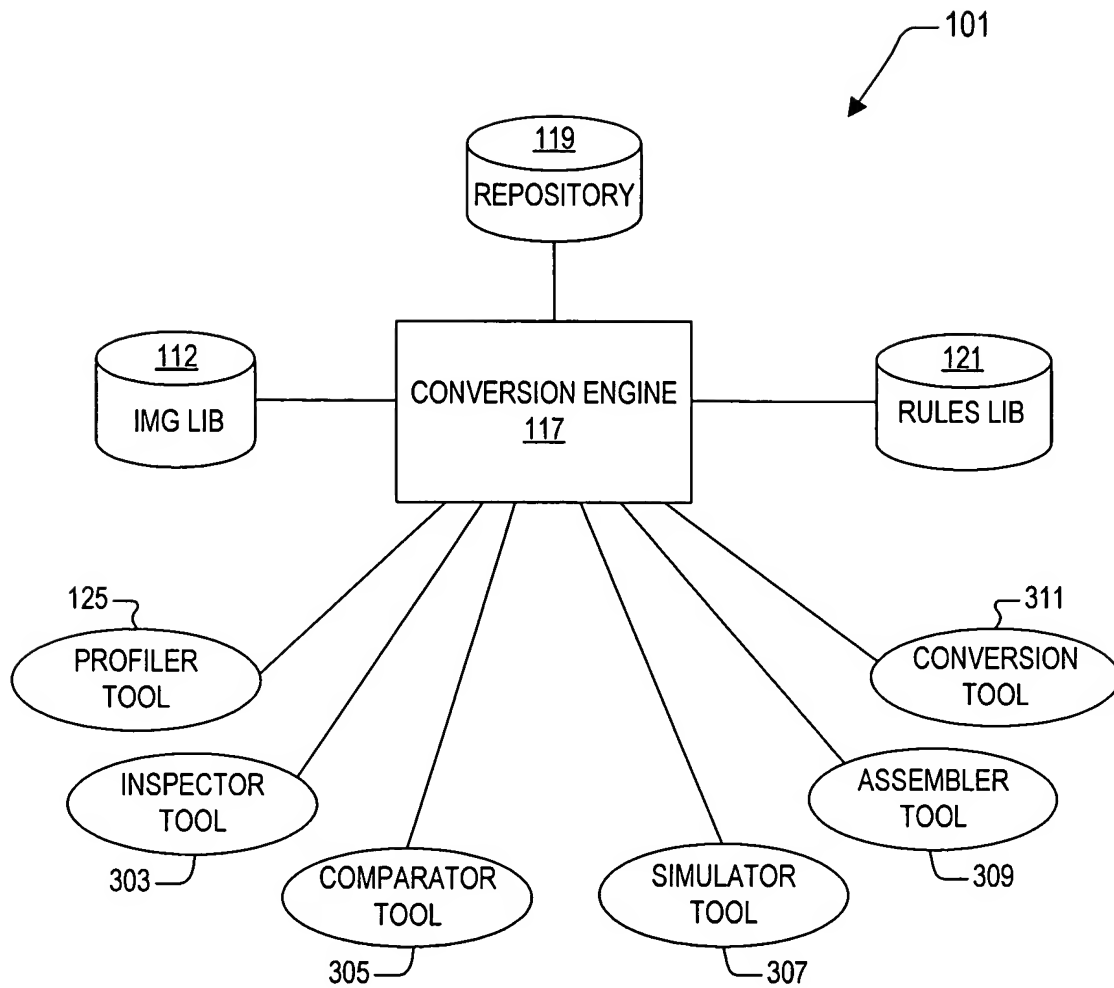 101
119
REPOSITORY
112
IMG LIB
CONVERSION ENGINE
117
121
RULES LIB
125
PROFILER
TOOL
311
CONVERSION
TOOL
INSPECTOR
TOOL
303
ASSEMBLER
TOOL
309
COMPARATOR
TOOL
305
SIMULATOR
TOOL
307